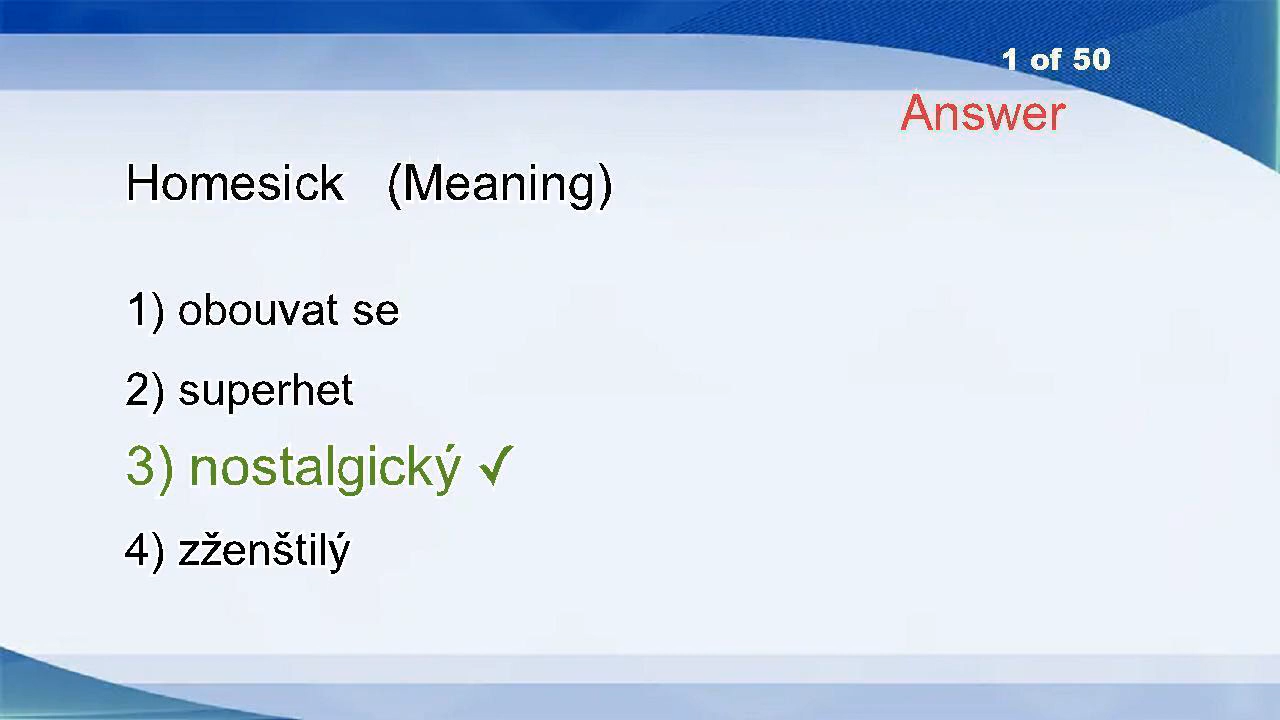 1 of 50
Answer
Homesick (Meaning)
1) obouvat se
2) superhet
3) nostalgický ✓
4) zženštilý